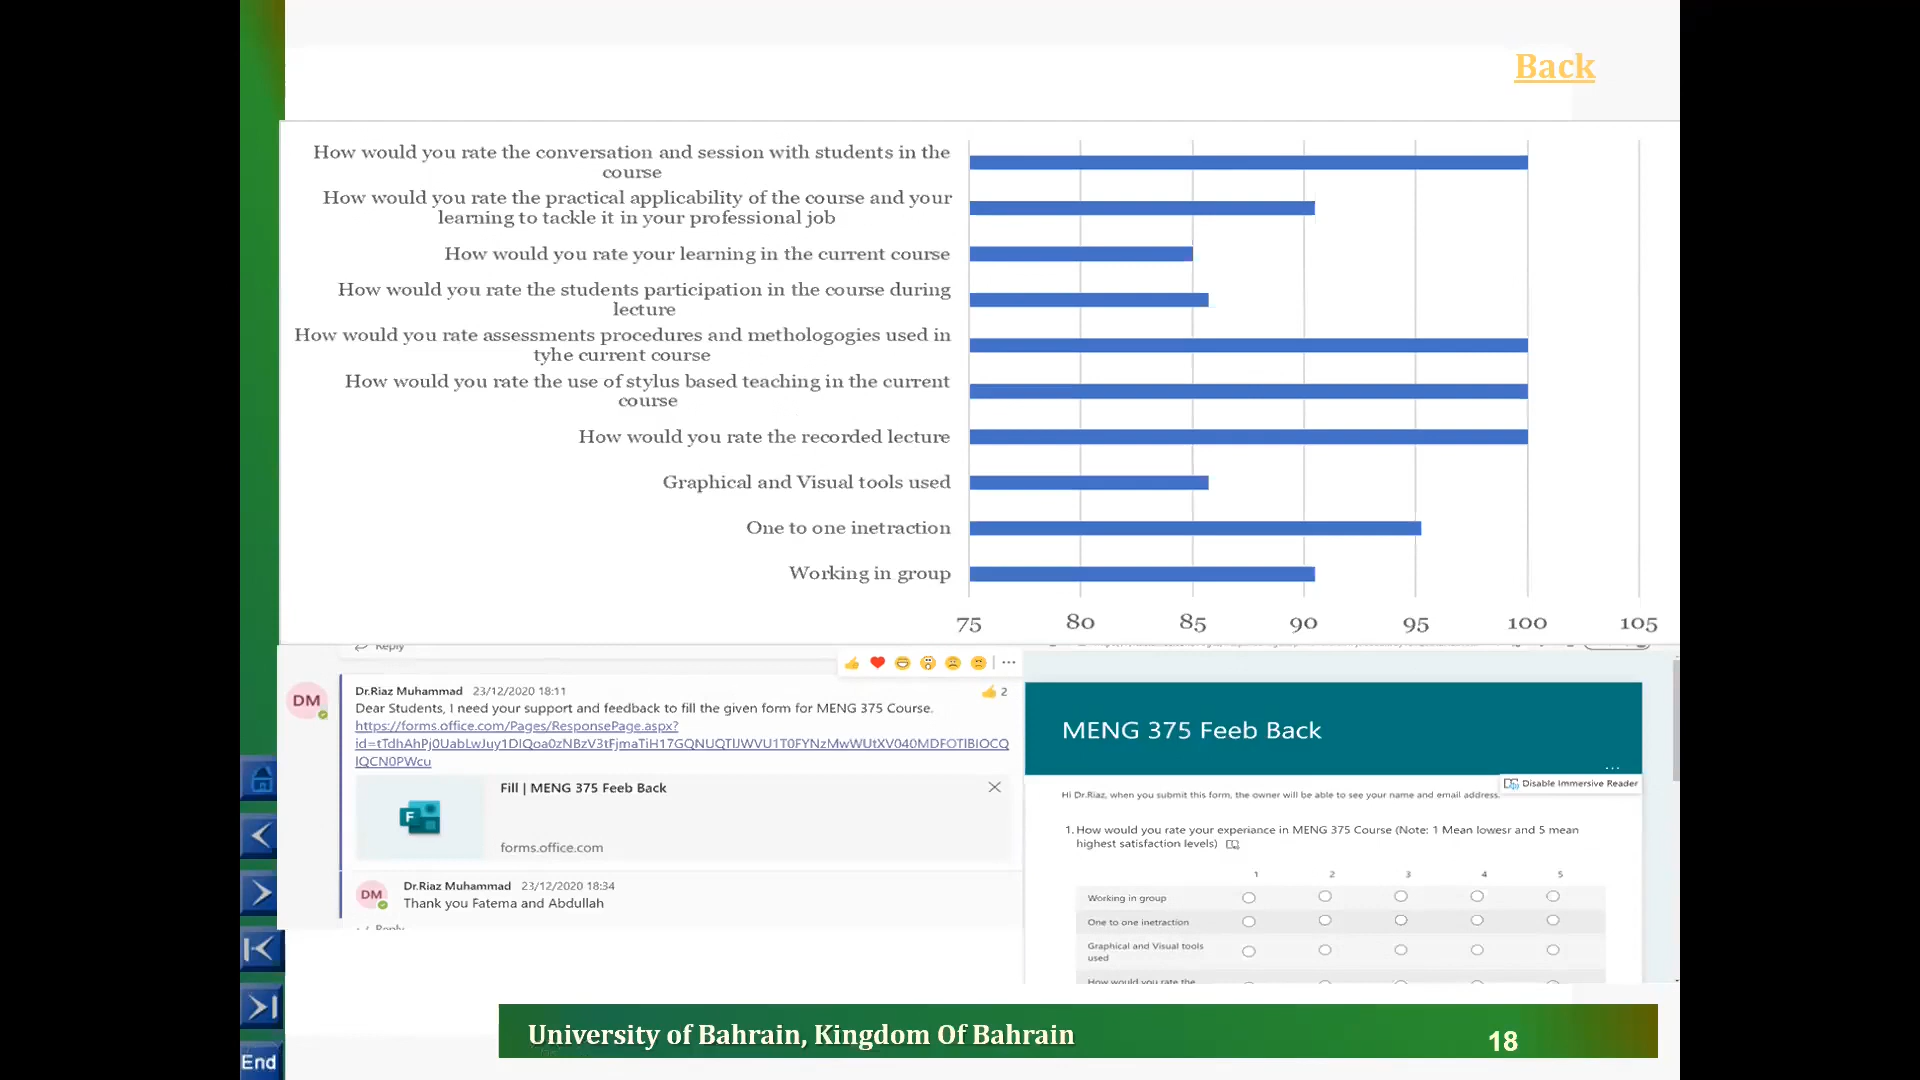 Back
How would you rate the conversation and session with students in the
course
How would you rate the practical applicability of the course and your
learning to tackle it in your professional job
How would you rate your learning in the current course
How would you rate the students participation in the course during
lecture
How would you rate assessments procedures and methologogies used in
tyhe current course
How would you rate the use of stylus based teaching in the current
course
How would you rate the recorded lecture
Graphical and Visual tools used
One to one inetraction
Working in group
75 80 85 90 95 100 105
Reply
DM
Dr.Riaz Muhammad 23/12/2020 18:11
2
Dear Students, I need your support and feedback to fill the given form for MENG 375 Course.
https://forms.office.com/Pages/ResponsePage.aspx?
Fill | MENG 375 Feeb Back
forms.office.com
DM
Dr.Riaz Muhammad 23/12/2020 18:34
Thank you Fatema and Abdullah
Reply
MENG 375 Feeb Back
...
Disable Immersive Reader
Hi Dr.Riaz, when you submit this form, the owner will be able to see your name and email address.
1. How would you rate your experiance in MENG 375 Course (Note: 1 Mean lowesr and 5 mean
highest satisfaction levels)
1 2 3 4 5
Working in group
One to one inetraction
Graphical and Visual tools
used
How would you rate the
End
University of Bahrain, Kingdom Of Bahrain
18